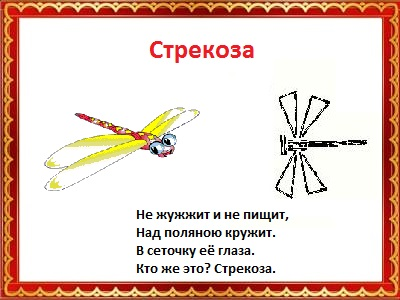 Стрекоза
Не жужжит и не пищит,
Над поляною кружит.
В сеточку её глаза.
Кто же это? Стрекоза.